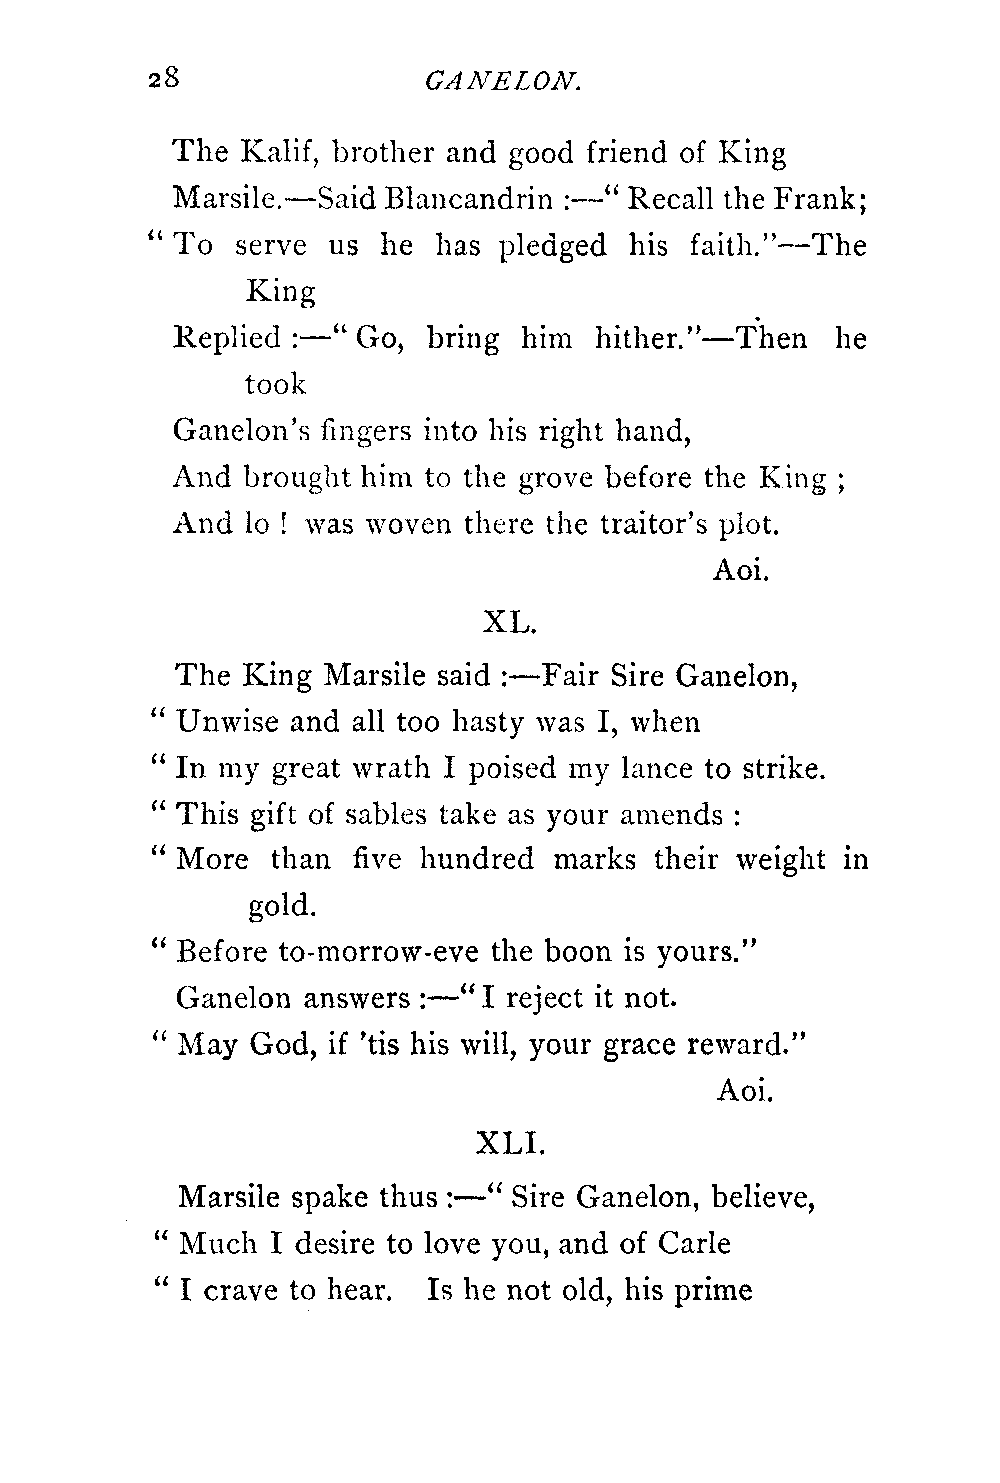 28 GANELON.
The Kalif, brother and good friend of King
Marsile.—Said Blancandrin :—“ Recall the Frank;
“ To serve us he has pledged his faith.”—The
King
Replied :—“ Go, bring him hither.”—Then he
took
Ganelon’s fingers into his right hand,
And brought him to the grove before the King ;
And lo ! was woven there the traitor’s plot.
Aoi.
XL.
The King Marsile said :—Fair Sire Ganelon,
“ Unwise and all too hasty was I, when
“ In my great wrath I poised my lance to strike.
“ This gift of sables take as your amends :
“ More than five hundred marks their weight in
gold.
“ Before to-morrow-eve the boon is yours.”
Ganelon answers :—“ I reject it not.
“ May God, if ’tis his will, your grace reward.”
Aoi.
XLI.
Marsile spake thus :—“ Sire Ganelon, believe,
“ Much I desire to love you, and of Carle
“ I crave to hear. Is he not old, his prime